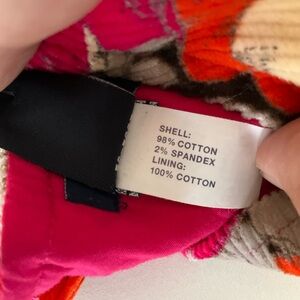 SHELL:
98% COTTON
2% SPANDEX
LINING:
100% COTTON